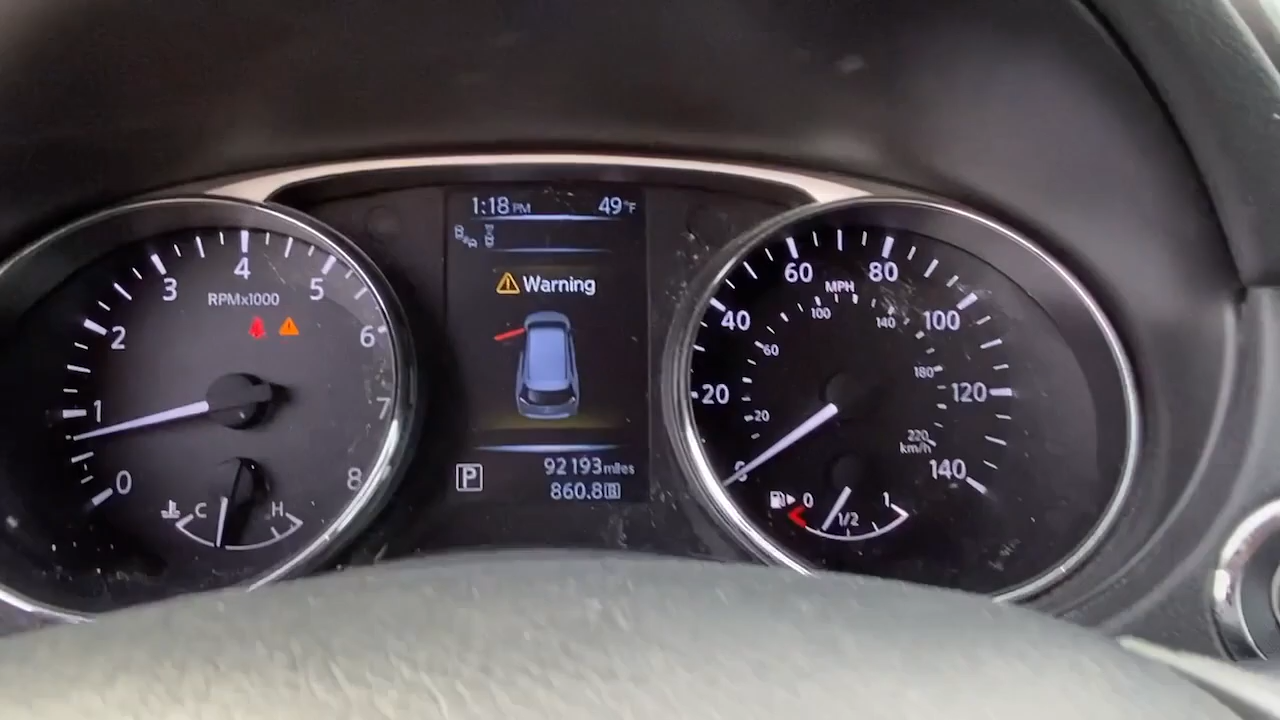 1:18 PM 49°F
Warning
P 92193 miles
860.8 B
0 1 2 3 4 5 6 7 8
RPMx1000
C H
0 20 40 60 80 100 120 140
MPH
20 60 100 140 180 220
km/h
0 1/2 1